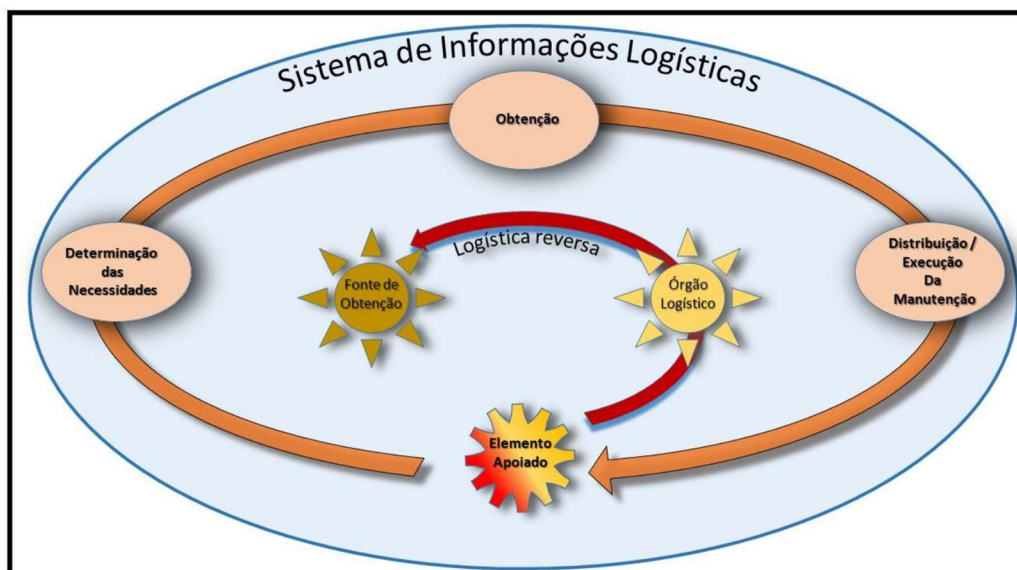 Sistema de Informações Logísticas
Obtenção
Determinação
das
Necessidades
Distribuição /
Execução
Da
Manutenção
Logística reversa
Fonte de
Obtenção
Órgão
Logístico
Elemento
Apoiado